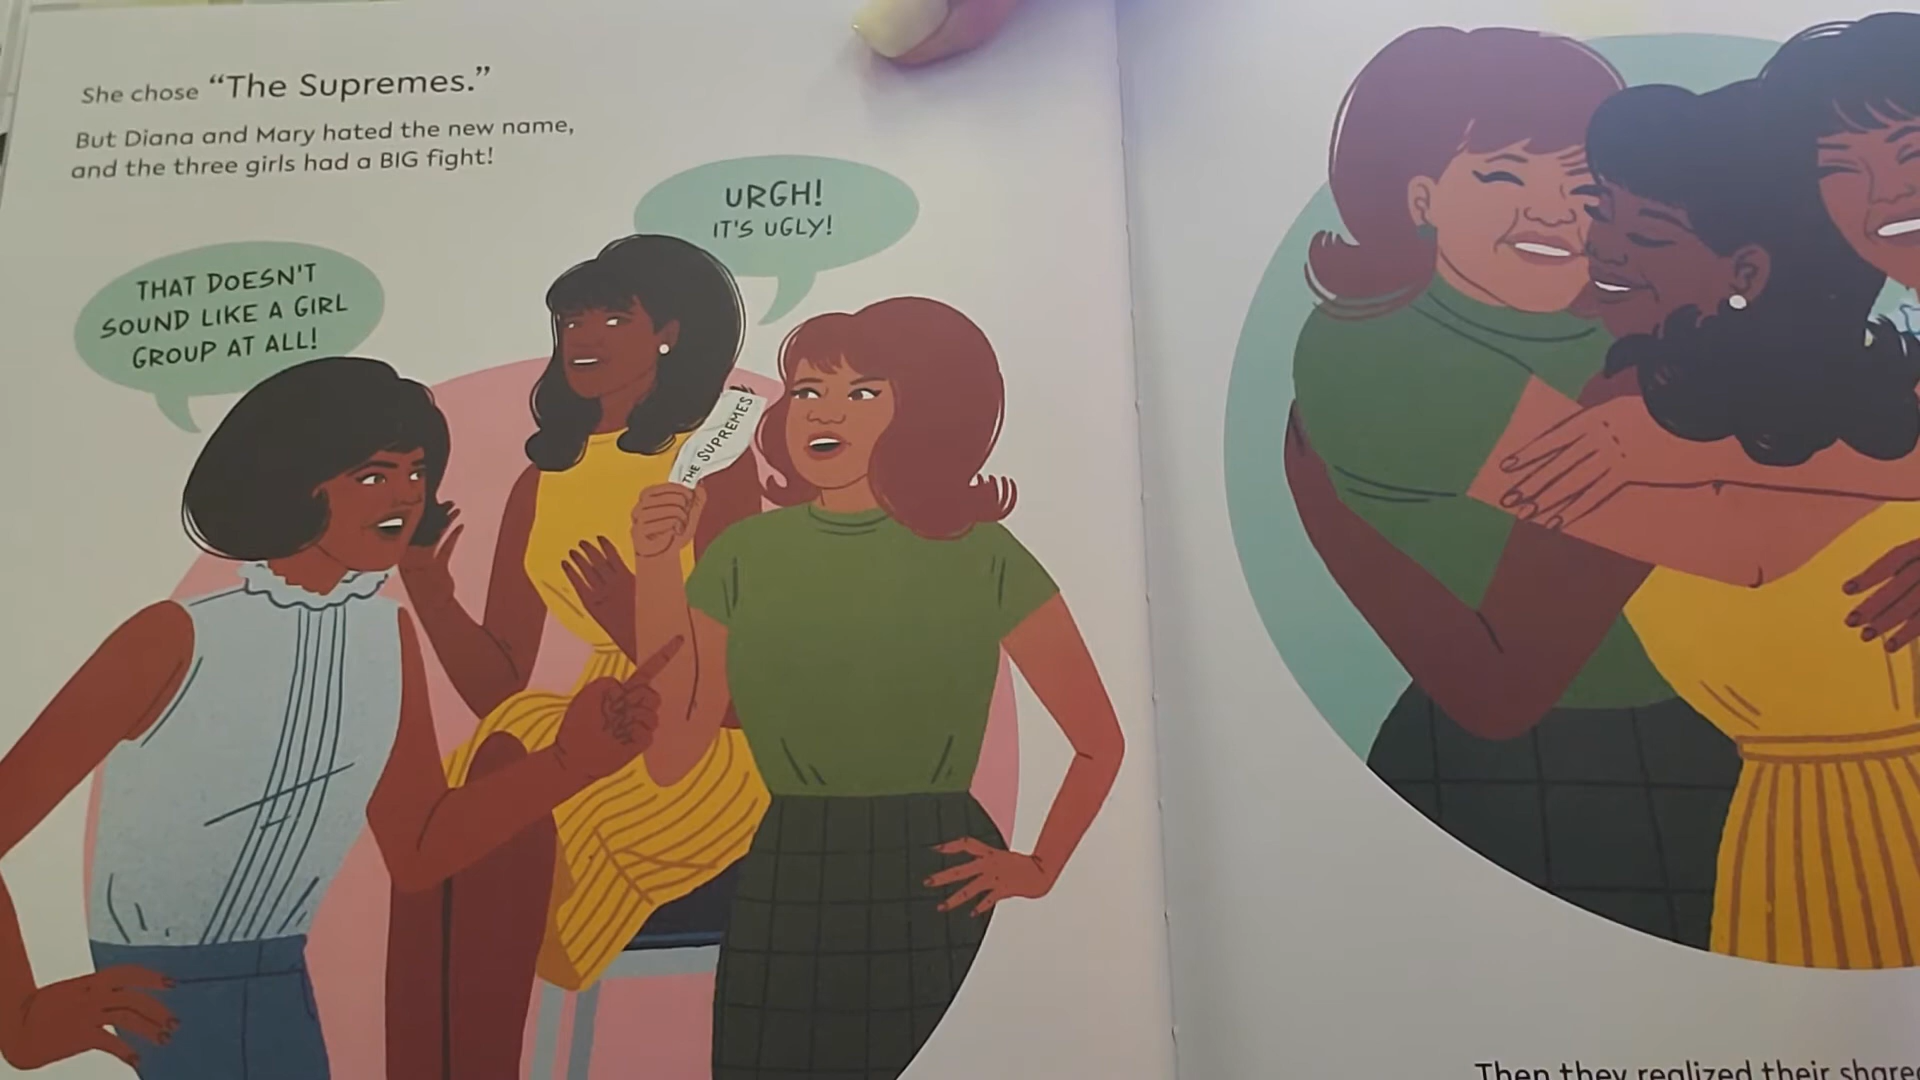 She chose “The Supremes.”
But Diana and Mary hated the new name,
and the three girls had a BIG fight!
URGH!
IT'S UGLY!
THAT DOESN'T
SOUND LIKE A GIRL
GROUP AT ALL!
THE SUPREMES
Then they realized their shared